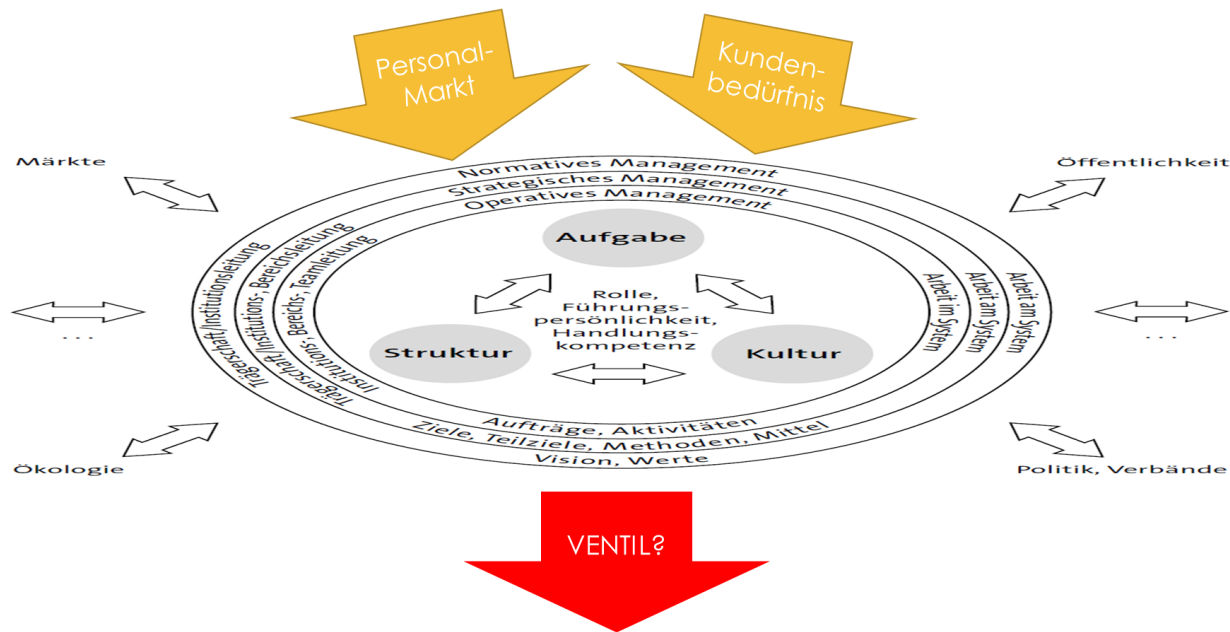 Personal-
Markt
Kunden-
bedürfnis
Märkte
Öffentlichkeit
Normatives Management
Strategisches Management
Operatives Management
Trägerschaft/Institutionsleitung
Trägerschaft/Institutions-, Bereichsleitung
Institutions-, Bereichs-, Teamleitung
Arbeit im System
Arbeit am System
Arbeit am System
Aufgabe
Rolle,
Führungs-
persönlichkeit,
Handlungs-
kompetenz
Struktur
Kultur
...
...
Aufträge, Aktivitäten
Ziele, Teilziele, Methoden, Mittel
Vision, Werte
Ökologie
Politik, Verbände
VENTIL?